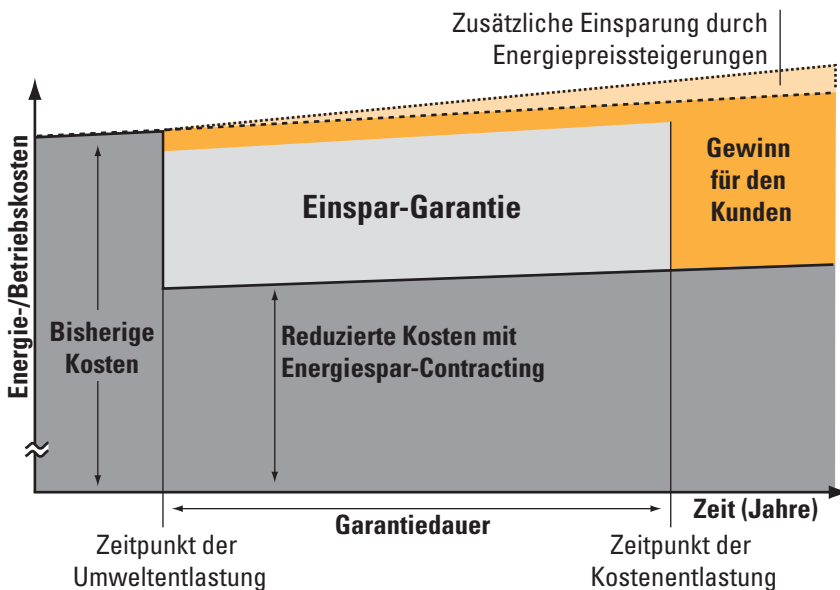 Zusätzliche Einsparung durch
Energiepreissteigerungen
Energie-/Betriebskosten
Gewinn
für den
Kunden
Einspar-Garantie
Bisherige
Kosten
Reduzierte Kosten mit
Energiespar-Contracting
Zeit (Jahre)
Garantiedauer
Zeitpunkt der
Umweltentlastung
Zeitpunkt der
Kostenentlastung